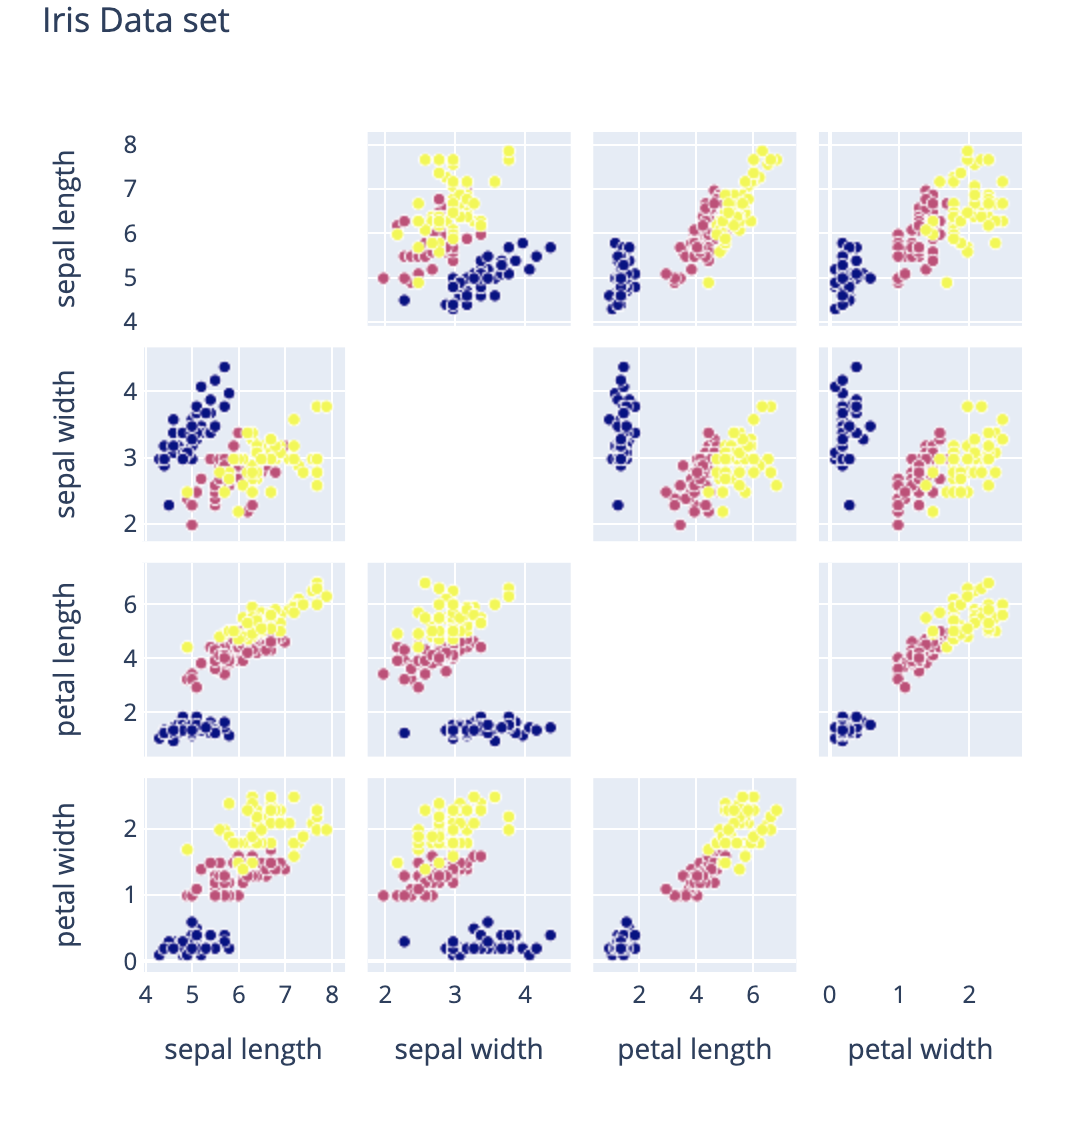 Iris Data set
sepal length
8
7
6
5
4
sepal width
4
3
2
petal length
6
4
2
petal width
2
1
0
4 5 6 7 8 2 3 4 2 4 6 0 1 2
sepal length sepal width petal length petal width